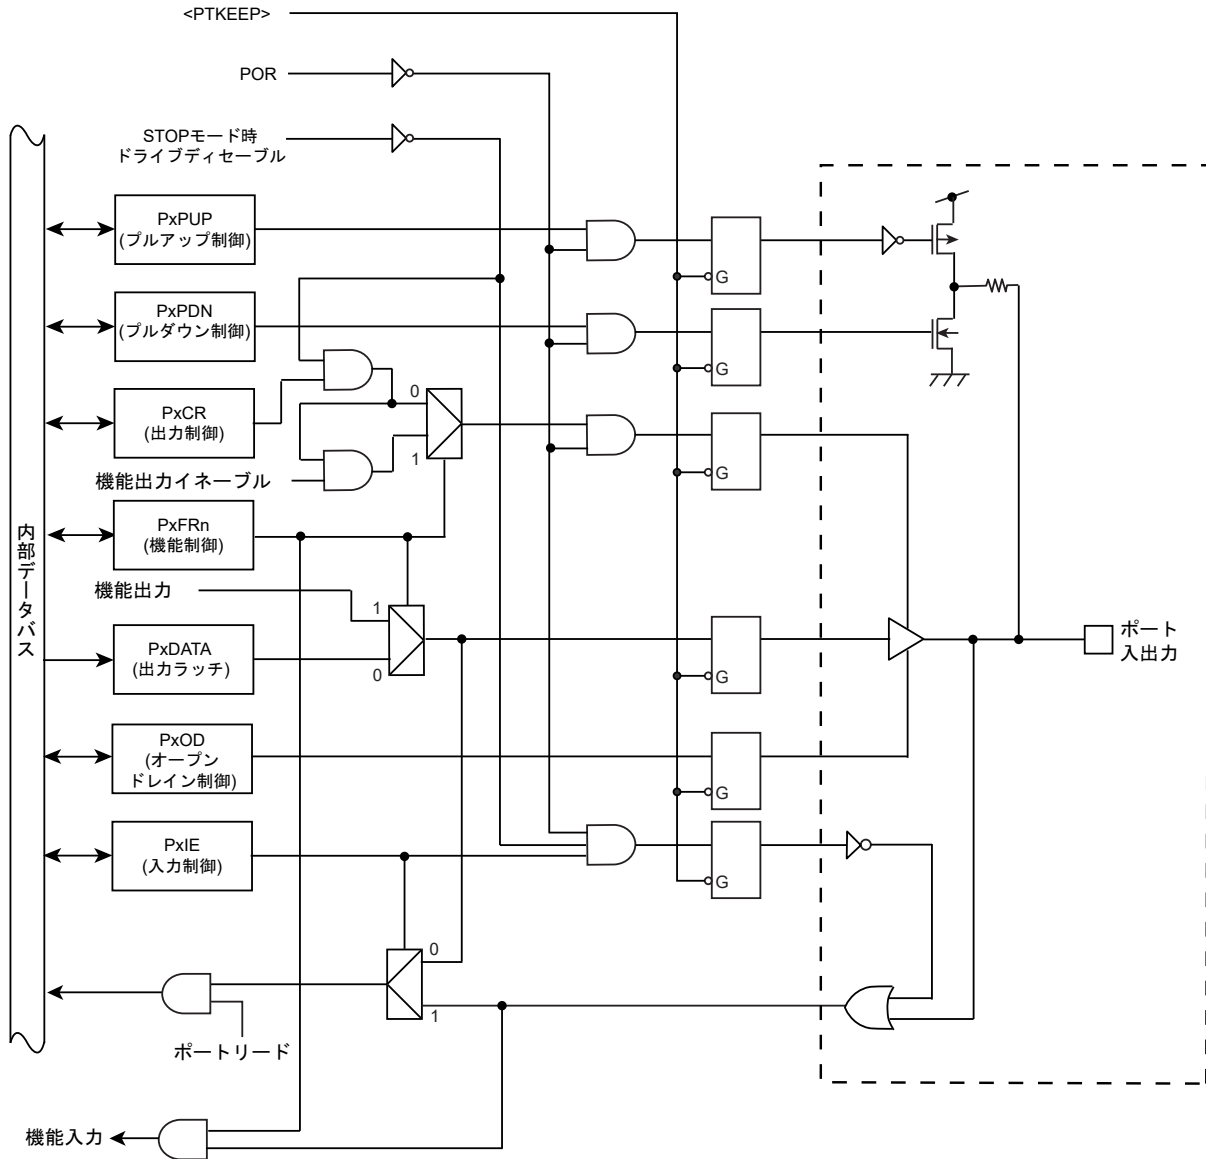 <PTKEEP>
POR
STOPモード時
ドライブディセーブル
PxPUP
(プルアップ制御)
G
PxPDN
(プルダウン制御)
G
PxCR
(出力制御)
0
1
G
機能出力イネーブル
PxFRn
(機能制御)
内部データバス
機能出力
1
0
PxDATA
(出力ラッチ)
G
ポート
入出力
PxOD
(オープン
ドレイン制御)
G
PxIE
(入力制御)
G
0
1
ポートリード
機能入力